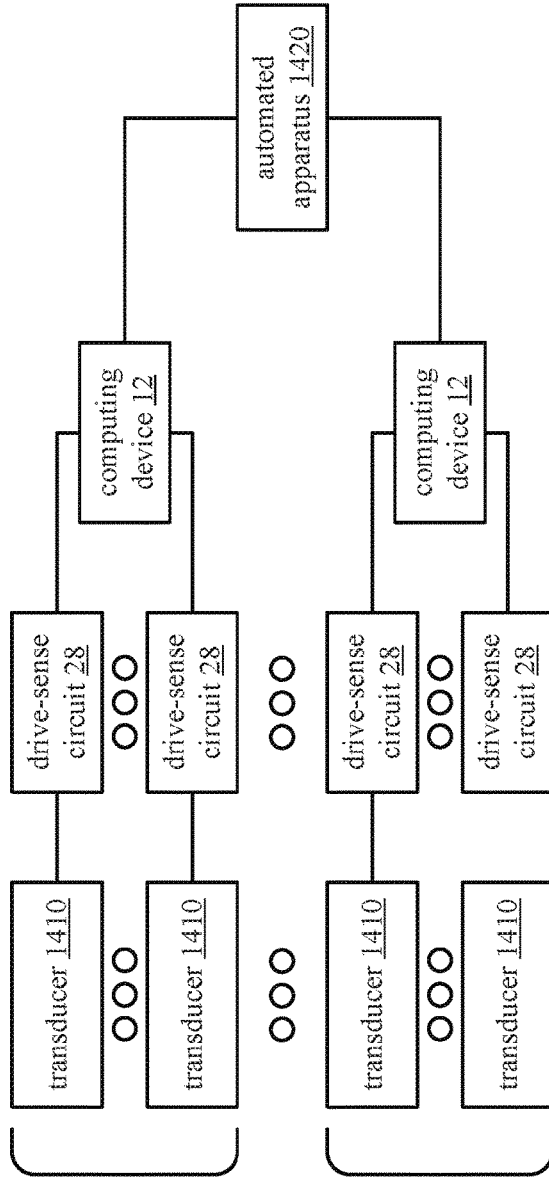 automated
apparatus 1420
computing
device 12
computing
device 12
drive-sense
circuit 28
drive-sense
circuit 28
drive-sense
circuit 28
drive-sense
circuit 28
transducer 1410
transducer 1410
transducer 1410
transducer 1410